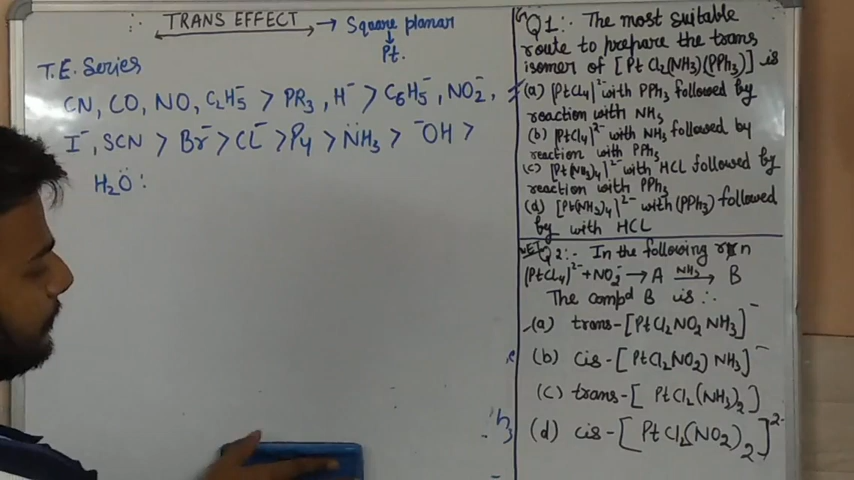 : TRANS EFFECT → Square planar
↓
Pt.
T.E. Series
CN, CO, NO, C₂H₅⁻ > PR₃, H⁻ > C₆H₅⁻, NO₂⁻,
I⁻, SCN > Br⁻ > Cl⁻ > Py > N̈H₃ > ⁻OH >
H₂Ö:
Q1:- The most suitable
route to prepare the trans
isomer of [PtCl₂(NH₃)(PPh₃)] is
(a) [PtCl₄]²⁻ with PPh₃ followed by
reaction with NH₃
(b) [PtCl₄]²⁻ with NH₃ followed by
reaction with PPh₃
(c) [Pt(NH₃)₄]²⁻ with HCL followed by
reaction with PPh₃
(d) [Pt(NH₃)₄]²⁻ with (PPh₃) followed
by with HCL
Q2:- In the following rxn
[PtCl₄]²⁻ + NO₂⁻ → A NH₃→ B
The compd B is :.
(a) trans-[PtCl₂NO₂NH₃]⁻
(b) cis-[PtCl₂(NO₂)NH₃]⁻
(c) trans-[PtCl₂(NH₃)₂]
(d) cis-[PtCl₂(NO₂)₂]²⁻